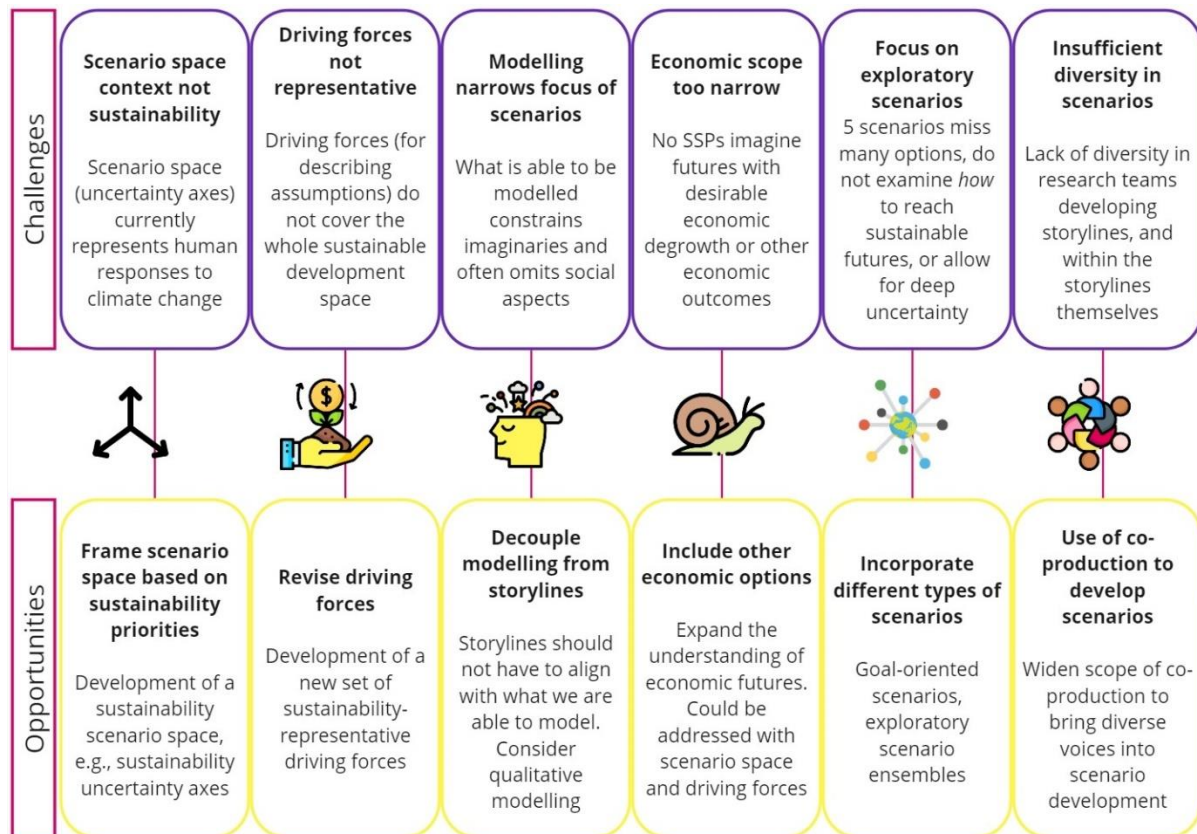 Challenges
Scenario space
context not
sustainability
Scenario space
(uncertainty axes)
currently
represents human
responses to
climate change
Driving forces
not
representative
Driving forces (for
describing
assumptions) do
not cover the
whole sustainable
development
space
Modelling
narrows focus of
scenarios
What is able to be
modelled
constrains
imaginaries and
often omits social
aspects
Economic scope
too narrow
No SSPs imagine
futures with
desirable
economic
degrowth or other
economic
outcomes
Focus on
exploratory
scenarios
5 scenarios miss
many options, do
not examine how
to reach
sustainable
futures, or allow
for deep
uncertainty
Insufficient
diversity in
scenarios
Lack of diversity in
research teams
developing
storylines, and
within the
storylines
themselves
$
Opportunities
Frame scenario
space based on
sustainability
priorities
Development of a
sustainability
scenario space,
e.g., sustainability
uncertainty axes
Revise driving
forces
Development of a
new set of
sustainability-
representative
driving forces
Decouple
modelling from
storylines
Storylines should
not have to align
with what we are
able to model.
Consider
qualitative
modelling
Include other
economic options
Expand the
understanding of
economic futures.
Could be
addressed with
scenario space
and driving forces
Incorporate
different types of
scenarios
Goal-oriented
scenarios,
exploratory
scenario
ensembles
Use of co-
production to
develop
scenarios
Widen scope of co-
production to
bring diverse
voices into
scenario
development